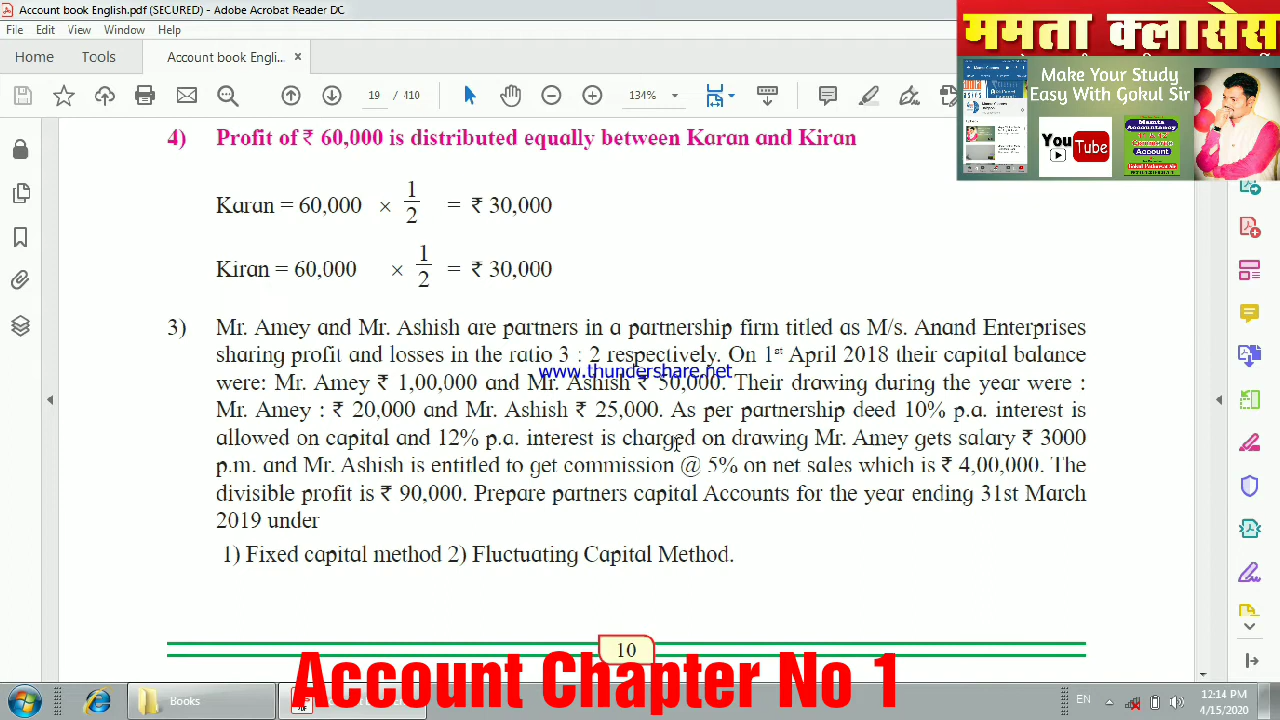 Account book English.pdf (SECURED) - Adobe Acrobat Reader DC
File Edit View Window Help
Home Tools Account book Engli... ×
19 / 410 134%
ममता क्लासेस
Make Your Study
Easy With Gokul Sir
You Tube
Mamta
Accountancy
Commerce
Account
4) Profit of ₹ 60,000 is distributed equally between Karan and Kiran
Karan = 60,000 × 1/2 = ₹ 30,000
Kiran = 60,000 × 1/2 = ₹ 30,000
3) Mr. Amey and Mr. Ashish are partners in a partnership firm titled as M/s. Anand Enterprises
sharing profit and losses in the ratio 3 : 2 respectively. On 1st April 2018 their capital balance
www.thundershare.net
were: Mr. Amey ₹ 1,00,000 and Mr. Ashish ₹ 50,000. Their drawing during the year were :
Mr. Amey : ₹ 20,000 and Mr. Ashish ₹ 25,000. As per partnership deed 10% p.a. interest is
allowed on capital and 12% p.a. interest is charged on drawing Mr. Amey gets salary ₹ 3000
p.m. and Mr. Ashish is entitled to get commission @ 5% on net sales which is ₹ 4,00,000. The
divisible profit is ₹ 90,000. Prepare partners capital Accounts for the year ending 31st March
2019 under
1) Fixed capital method 2) Fluctuating Capital Method.
10
Account Chapter No 1
Books
EN
12:14 PM
4/15/2020